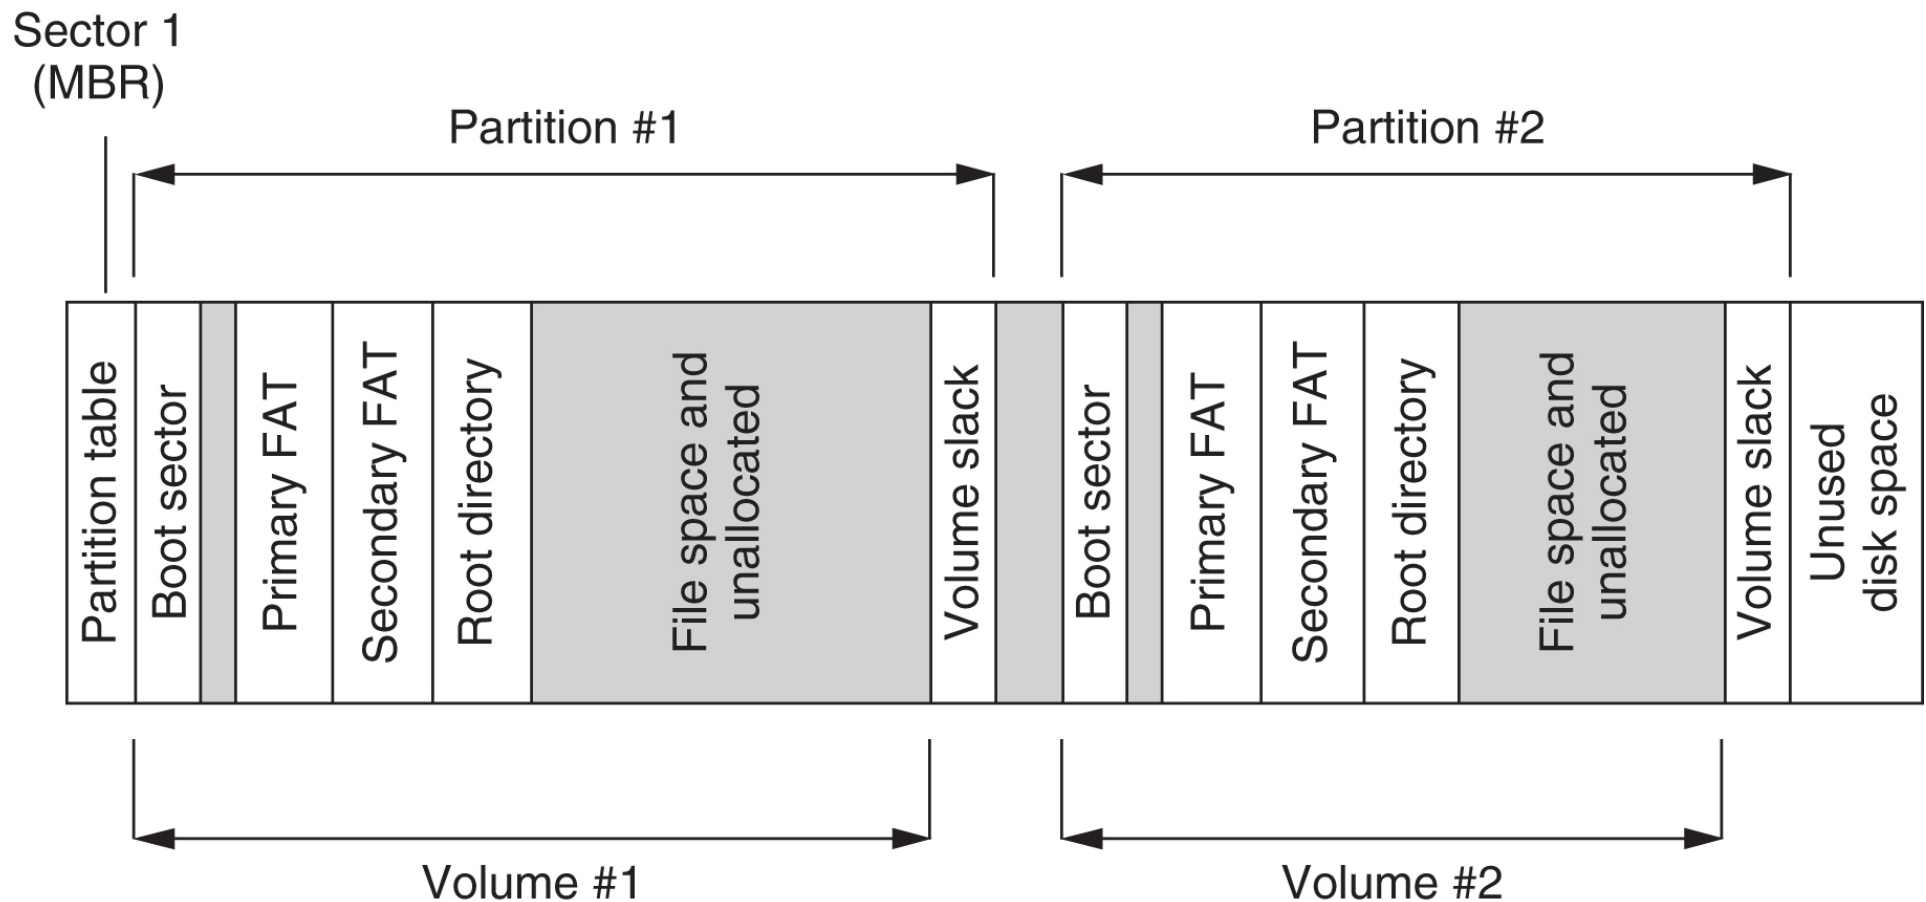 Sector 1
(MBR)
Partition #1
Partition #2
Partition table
Boot sector
Primary FAT
Secondary FAT
Root directory
File space and
unallocated
Volume slack
Boot sector
Primary FAT
Secondary FAT
Root directory
File space and
unallocated
Volume slack
Unused
disk space
Volume #1
Volume #2